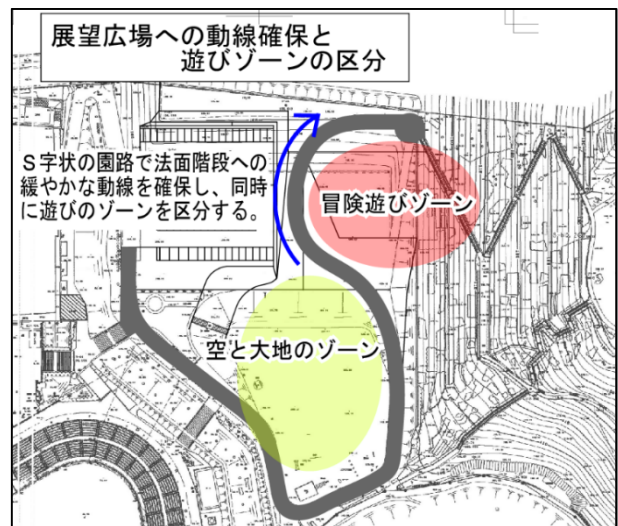 展望広場への動線確保と
遊びゾーンの区分
S字状の園路で法面階段への
緩やかな動線を確保し、同時
に遊びのゾーンを区分する。
冒険遊びゾーン
空と大地のゾーン